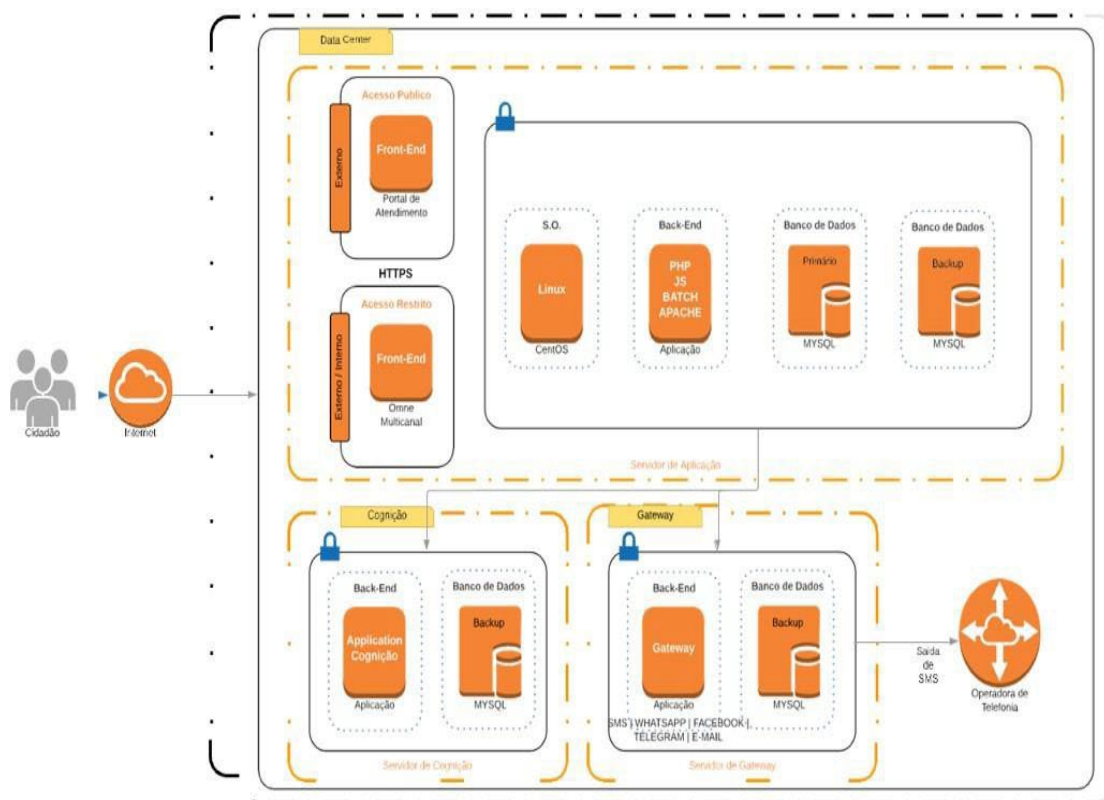 Data Center
Acesso Público
Externo
Front-End
Portal de
Atendimento
HTTPS
Acesso Restrito
Externo / Interno
Front-End
Omne
Multicanal
S.O.
Linux
CentOS
Back-End
PHP
JS
BATCH
APACHE
Aplicação
Banco de Dados
Primário
MYSQL
Banco de Dados
Backup
MYSQL
Servidor de Aplicação
Cidadão
Internet
Cognição
Back-End
Application
Cognição
Aplicação
Banco de Dados
Backup
MYSQL
Servidor de Cognição
Gateway
Back-End
Gateway
Aplicação
SMS | WHATSAPP | FACEBOOK |
TELEGRAM | E-MAIL
Banco de Dados
Backup
MYSQL
Servidor de Gateway
Saída
de
SMS
Operadora de
Telefonia